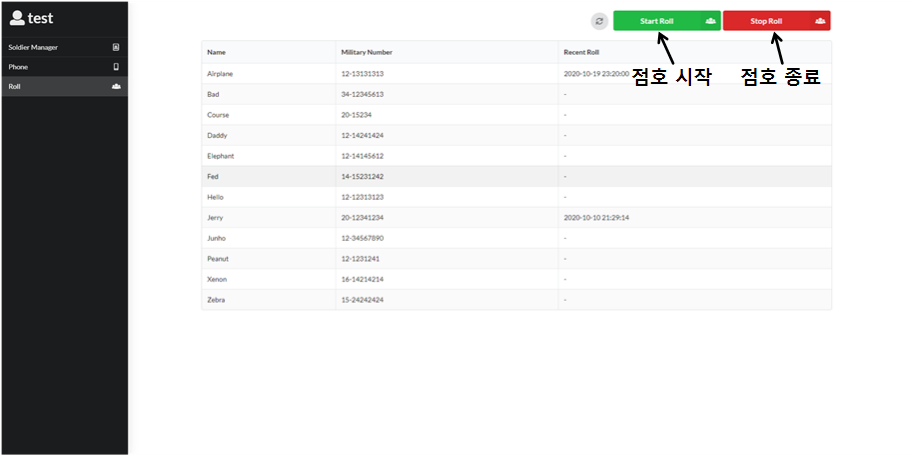 test
Soldier Manager
Phone
Roll
Start Roll
Stop Roll
점호 시작
점호 종료
Name Military Number Recent Roll
Airplane 12-13131313 2020-10-19 23:20:00
Bad 34-12345613 -
Course 20-15234 -
Daddy 12-14241424 -
Elephant 12-14145612 -
Fed 14-15231242 -
Hello 12-12313123 -
Jerry 20-12341234 2020-10-10 21:29:14
Junho 12-34567890 -
Peanut 12-1231241 -
Xenon 16-14214214 -
Zebra 15-24242424 -